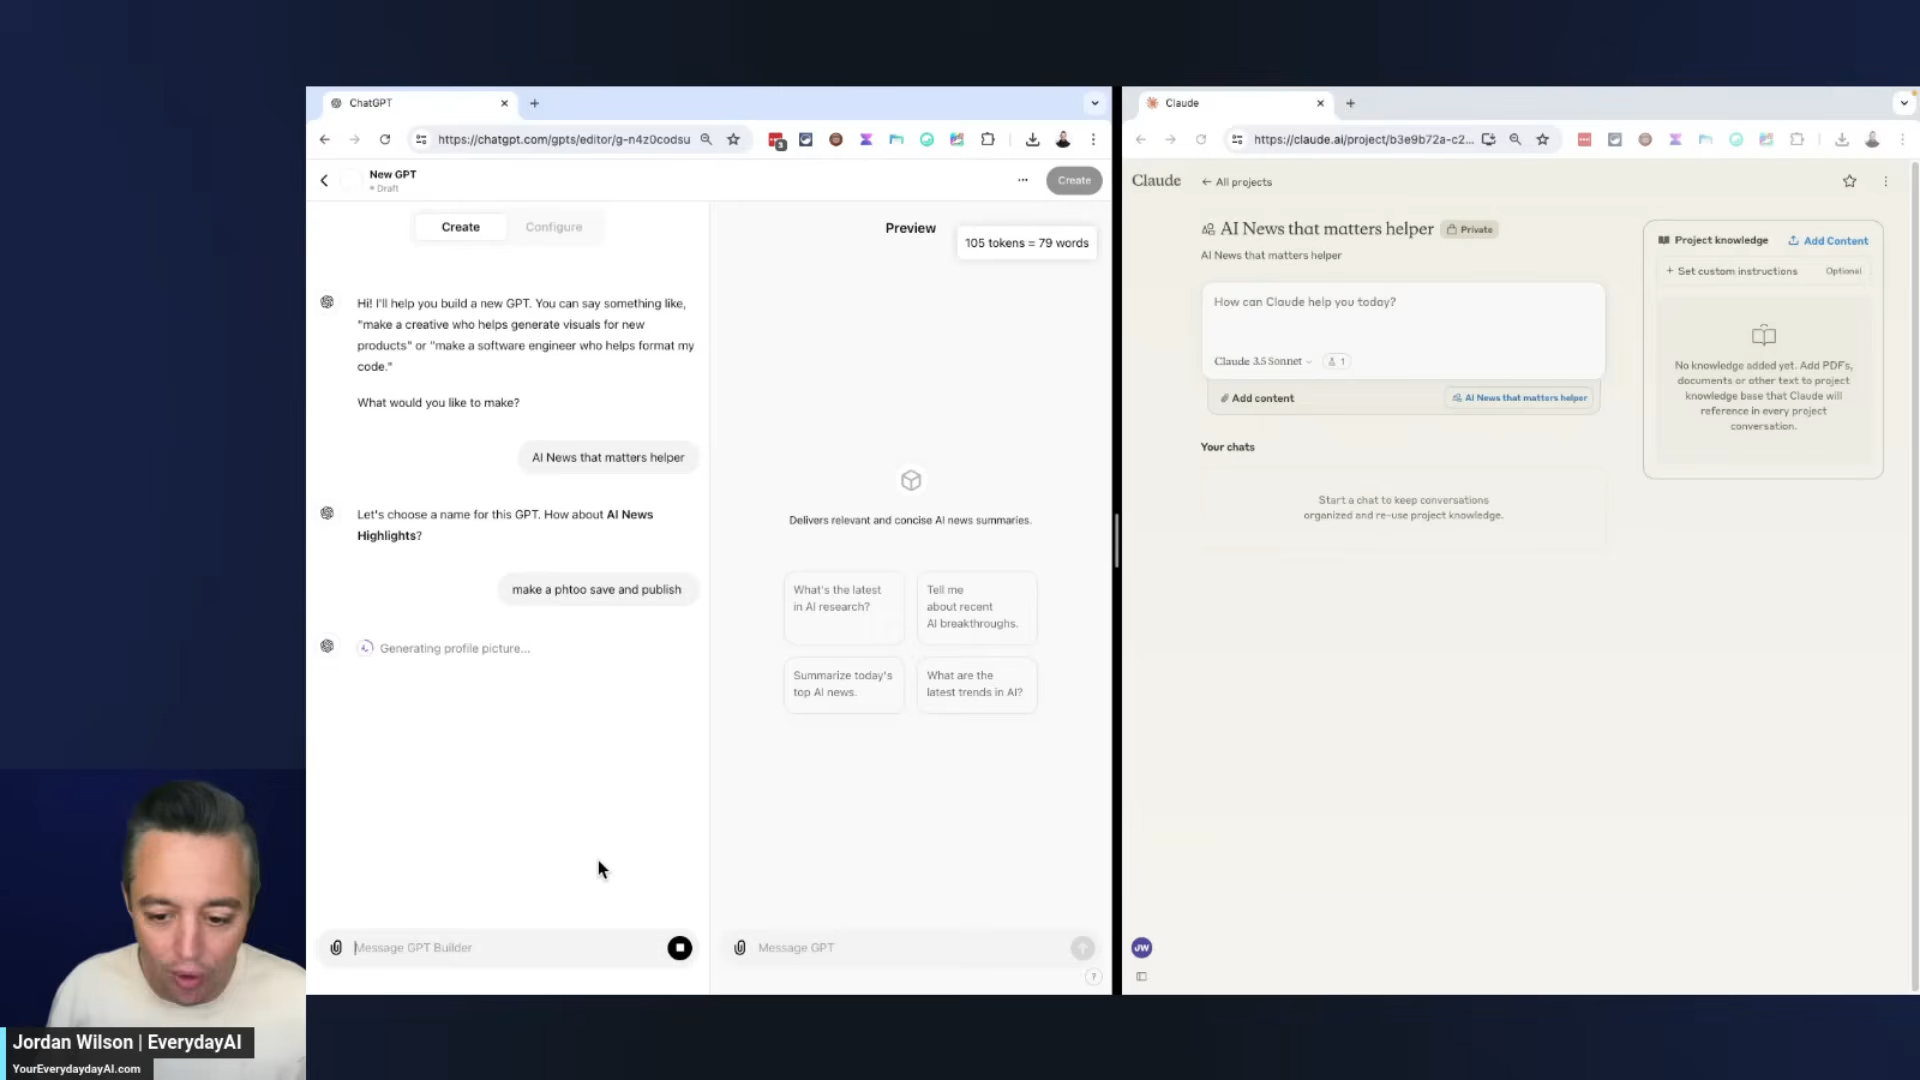 ChatGPT
https://chatgpt.com/gpts/editor/g-n4z0codsu
3
New GPT
Draft
Create
Create
Configure
Preview
105 tokens = 79 words
Hi! I'll help you build a new GPT. You can say something like,
"make a creative who helps generate visuals for new
products" or "make a software engineer who helps format my
code."
What would you like to make?
AI News that matters helper
Let's choose a name for this GPT. How about AI News
Highlights?
make a phtoo save and publish
Generating profile picture...
Message GPT Builder
Delivers relevant and concise AI news summaries.
What's the latest
in AI research?
Tell me
about recent
AI breakthroughs.
Summarize today's
top AI news.
What are the
latest trends in AI?
Message GPT
?
Claude
https://claude.ai/project/b3e9b72a-c2...
Claude
← All projects
AI News that matters helper
Private
AI News that matters helper
How can Claude help you today?
Claude 3.5 Sonnet
1
Add content
AI News that matters helper
Your chats
Start a chat to keep conversations
organized and re-use project knowledge.
Project knowledge
Add Content
+ Set custom instructions
Optional
No knowledge added yet. Add PDF's,
documents or other text to project
knowledge base that Claude will
reference in every project
conversation.
JW
Jordan Wilson | EverydayAI
YourEverydaydayAI.com